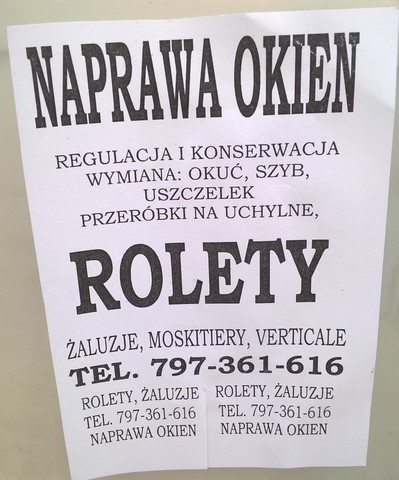 NAPRAWA OKIEN
REGULACJA I KONSERWACJA
WYMIANA: OKUĆ, SZYB,
USZCZELEK
PRZERÓBKI NA UCHYLNE,
ROLETY
ŻALUZJE, MOSKITIERY, VERTICALE
TEL. 797-361-616
ROLETY, ŻALUZJE
TEL. 797-361-616
NAPRAWA OKIEN
ROLETY, ŻALUZJE
TEL. 797-361-616
NAPRAWA OKIEN